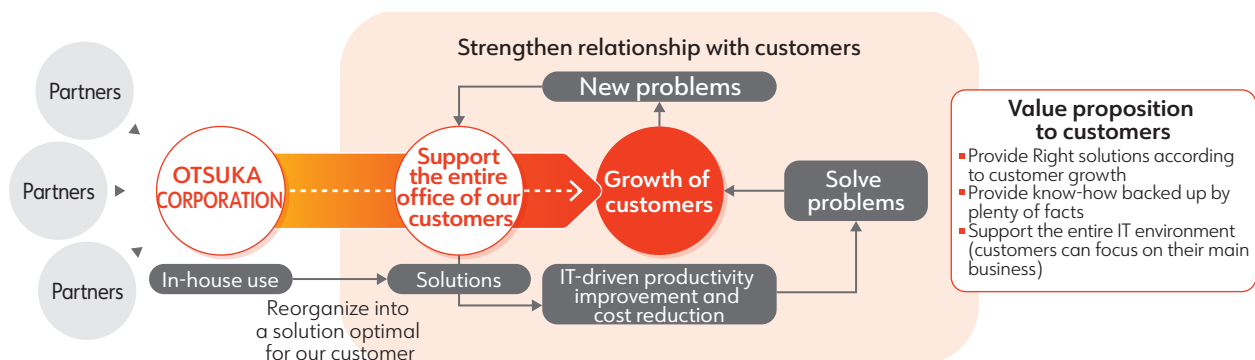 Strengthen relationship with customers
Partners
New problems
Partners
OTSUKA
CORPORATION
Support
the entire
office of our
customers
Growth of
customers
Solve
problems
Partners
In-house use
Solutions
IT-driven productivity
improvement and
cost reduction
Reorganize into
a solution optimal
for our customer
Value proposition
to customers
Provide Right solutions according
to customer growth
Provide know-how backed up by
plenty of facts
Support the entire IT environment
(customers can focus on their main
business)